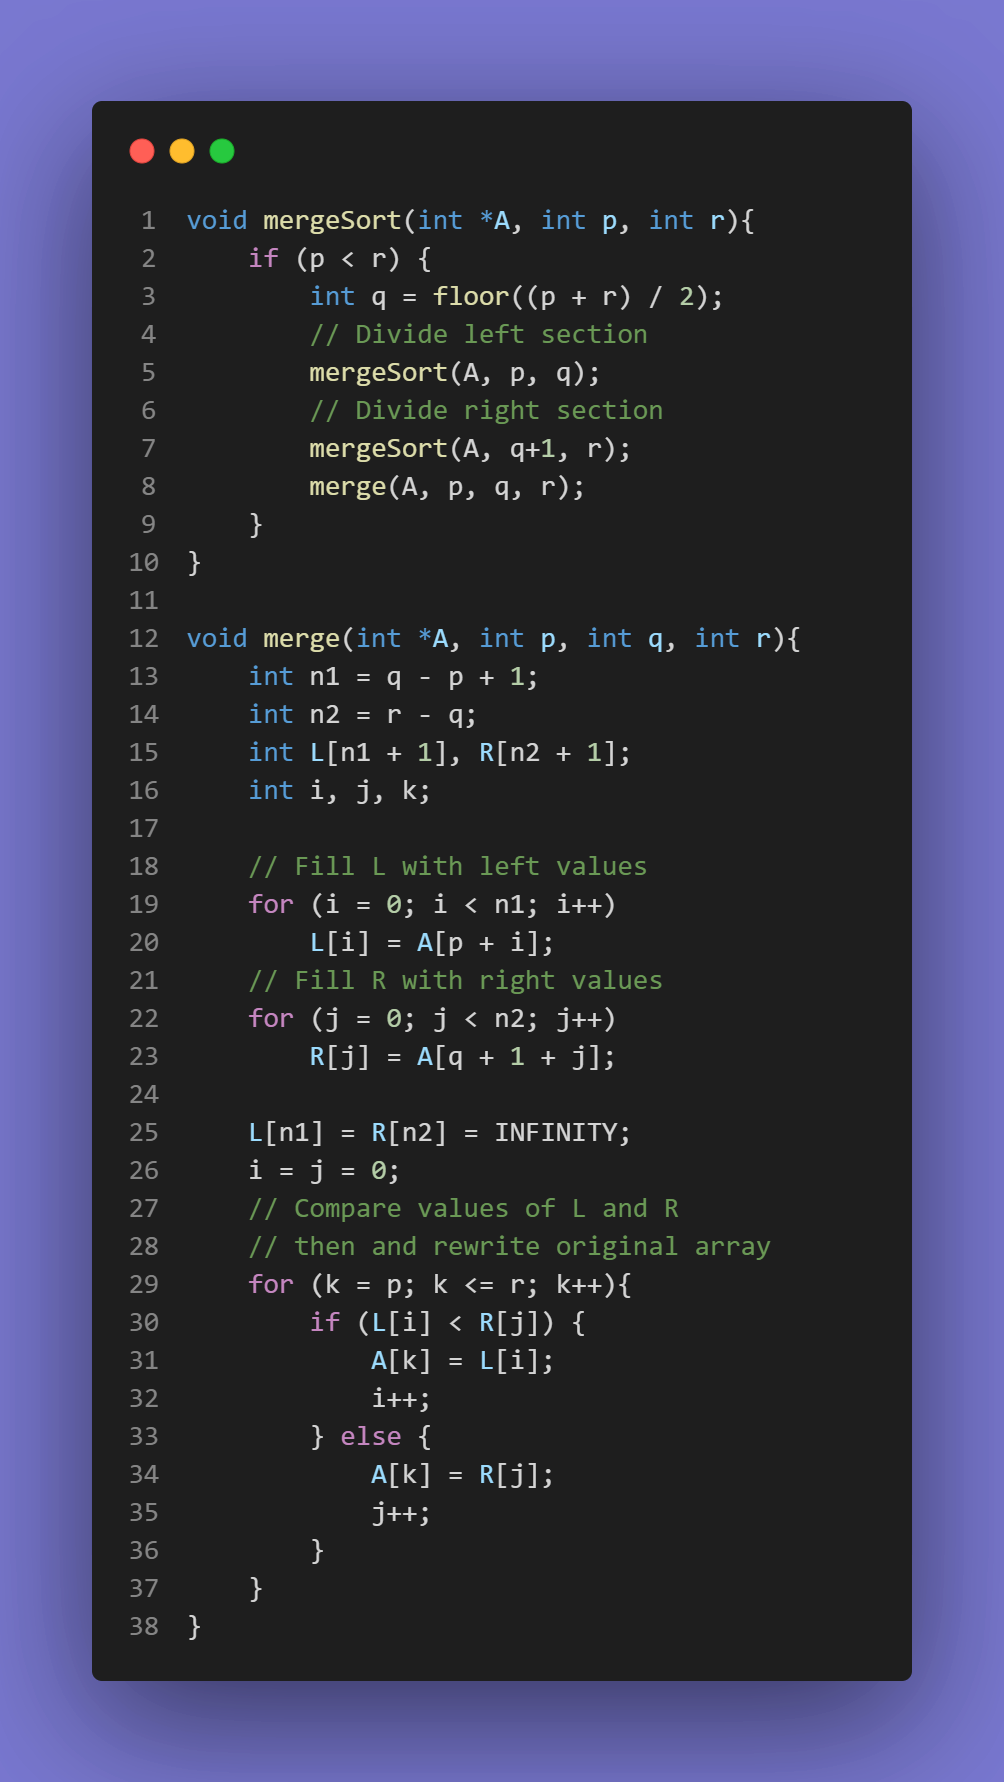 1 void mergeSort(int *A, int p, int r){
2     if (p < r) {
3         int q = floor((p + r) / 2);
4         // Divide left section
5         mergeSort(A, p, q);
6         // Divide right section
7         mergeSort(A, q+1, r);
8         merge(A, p, q, r);
9     }
10 }
11
12 void merge(int *A, int p, int q, int r){
13     int n1 = q - p + 1;
14     int n2 = r - q;
15     int L[n1 + 1], R[n2 + 1];
16     int i, j, k;
17
18     // Fill L with left values
19     for (i = 0; i < n1; i++)
20         L[i] = A[p + i];
21     // Fill R with right values
22     for (j = 0; j < n2; j++)
23         R[j] = A[q + 1 + j];
24
25     L[n1] = R[n2] = INFINITY;
26     i = j = 0;
27     // Compare values of L and R
28     // then and rewrite original array
29     for (k = p; k <= r; k++){
30         if (L[i] < R[j]) {
31             A[k] = L[i];
32             i++;
33         } else {
34             A[k] = R[j];
35             j++;
36         }
37     }
38 }